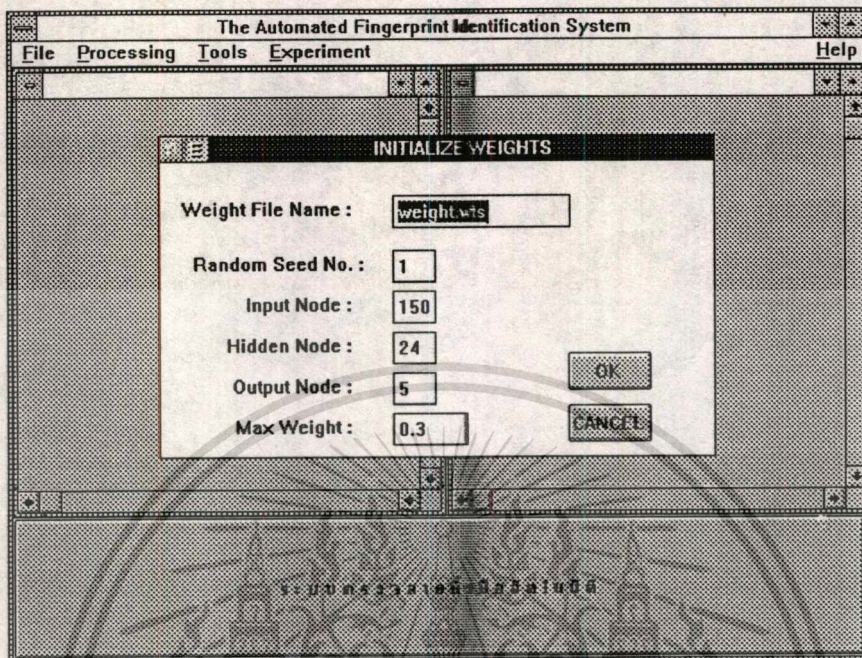 The Automated Fingerprint Identification System
File Processing Tools Experiment Help
INITIALIZE WEIGHTS
Weight File Name : weight.wts
Random Seed No. : 1
Input Node : 150
Hidden Node : 24
Output Node : 5
Max Weight : 0.3
OK
CANCEL